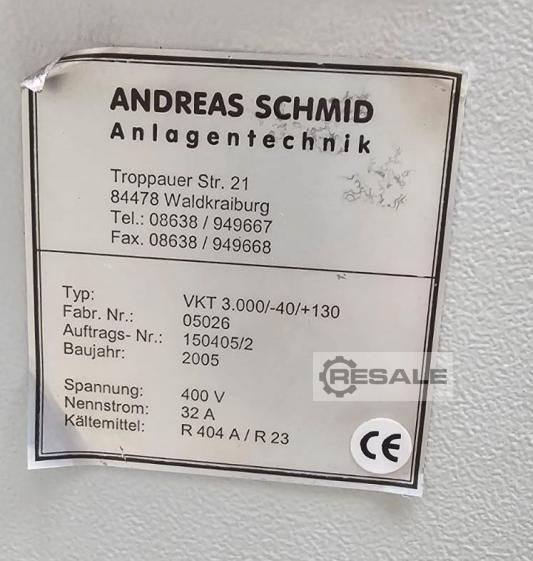 ANDREAS SCHMID
Anlagentechnik
Troppauer Str. 21
84478 Waldkraiburg
Tel.: 08638 / 949667
Fax. 08638 / 949668
Typ: VKT 3.000/-40/+130
Fabr. Nr.: 05026
Auftrags- Nr.: 150405/2
Baujahr: 2005
RESALE
Spannung: 400 V
Nennstrom: 32 A
Kältemittel: R 404 A / R 23
CE